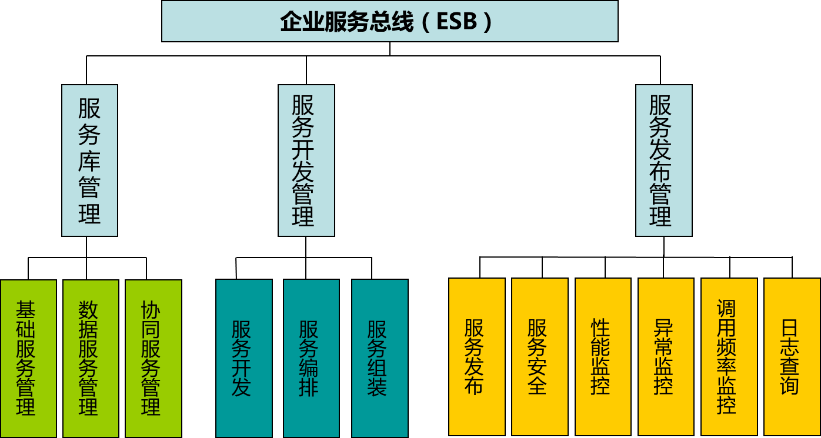 企业服务总线（ESB）
服务库管理
服务开发管理
服务发布管理
基础服务管理
数据服务管理
协同服务管理
服务开发
服务编排
服务组装
服务发布
服务安全
性能监控
异常监控
调用频率监控
日志查询